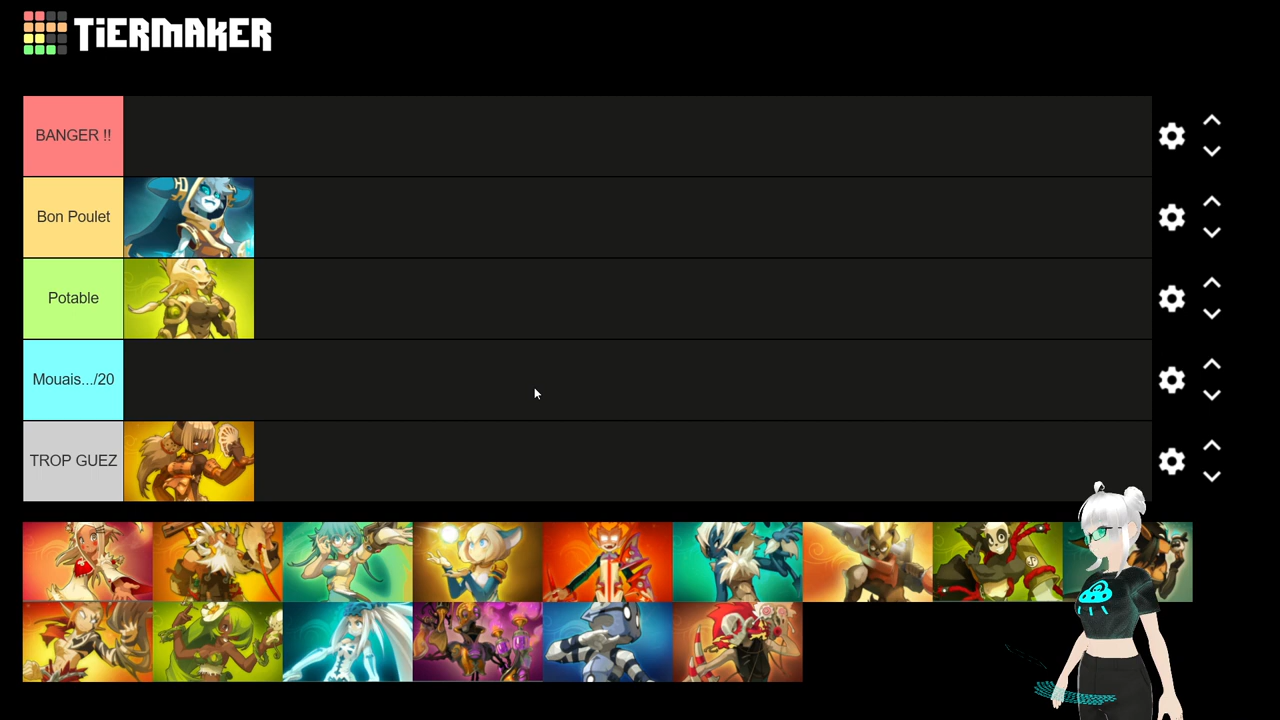 TiERMAKER
BANGER !!
Bon Poulet
Potable
Mouais.../20
TROP GUEZ